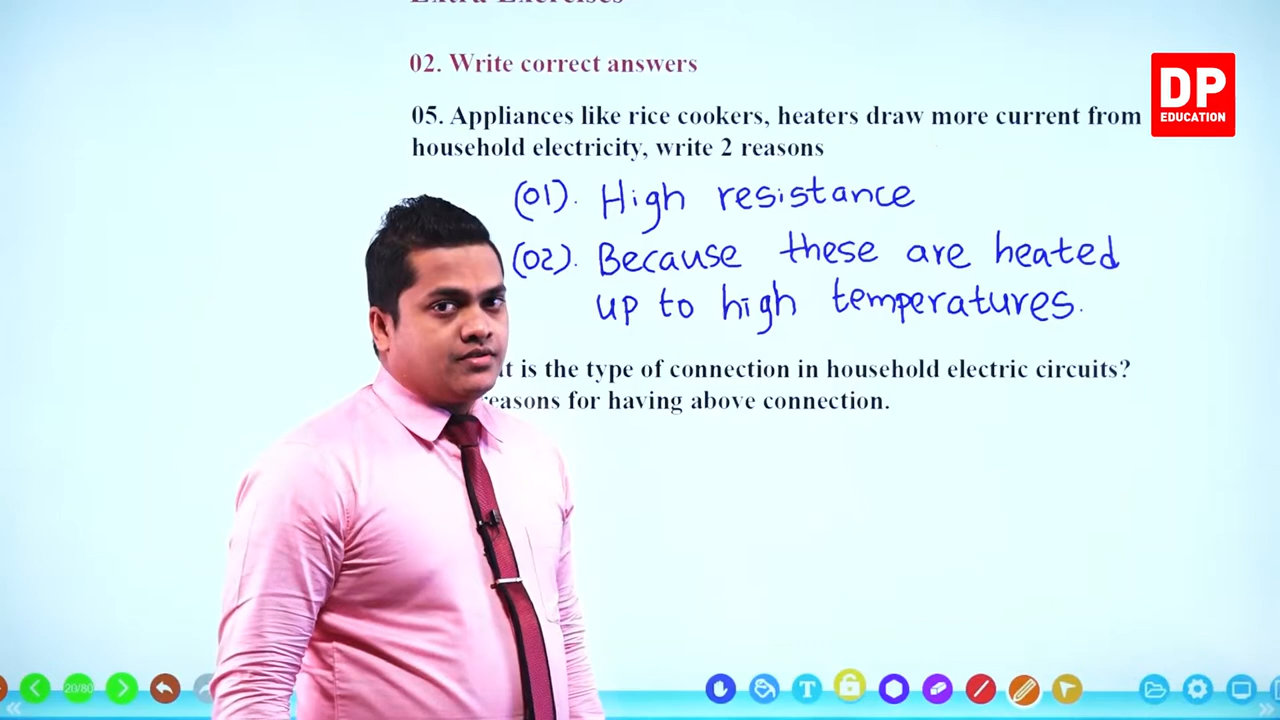 02. Write correct answers
DP
EDUCATION
05. Appliances like rice cookers, heaters draw more current from
household electricity, write 2 reasons
(01). High resistance
(02). Because these are heated
up to high temperatures.
is the type of connection in household electric circuits?
for having above connection.
20/80